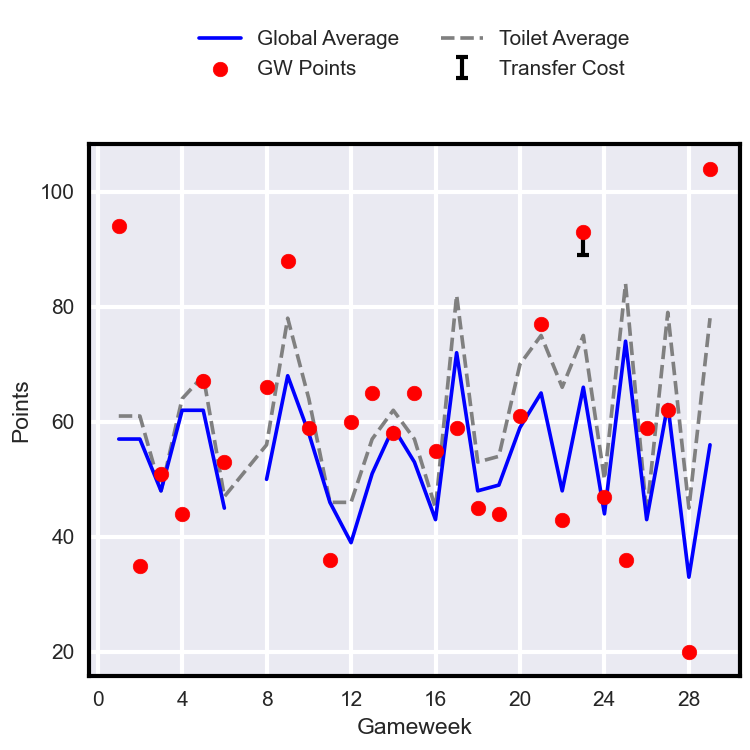 Global Average
Toilet Average
GW Points
Transfer Cost
100
80
60
40
20
Points
0 4 8 12 16 20 24 28
Gameweek